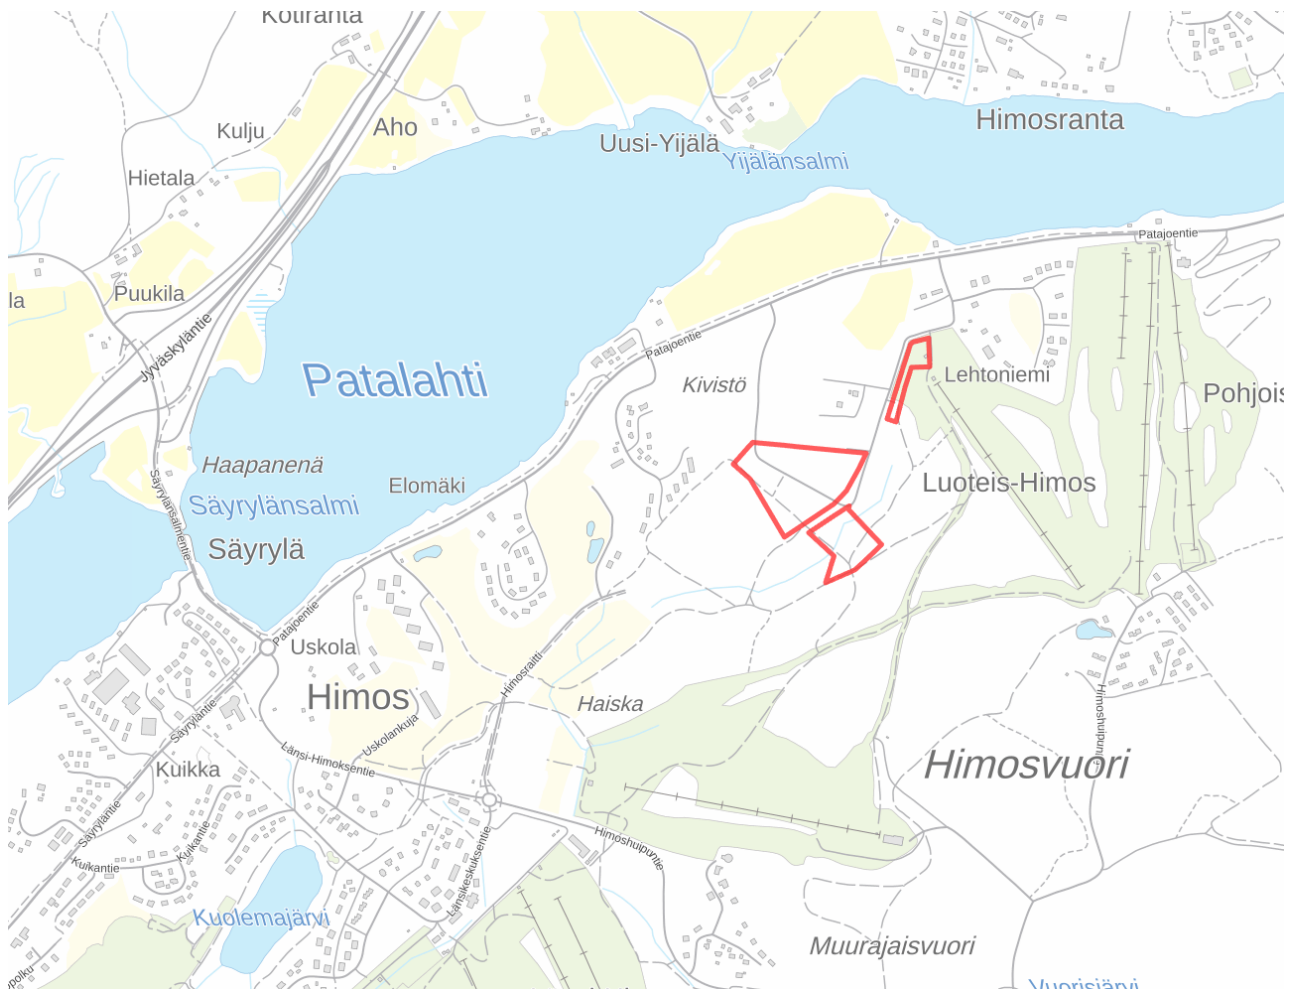 Kotiranta
Kulju
Aho
Uusi-Yijälä
Himosranta
Yijälänsalmi
Hietala
Patajoentie
la
Puukila
Jyväskyläntie
Patajoentie
Patalahti
Kivistö
Lehtoniemi
Pohjois
Haapanenä
Elomäki
Luoteis-Himos
Säyrylänsalmi
Säyrylänsalmentie
Säyrylä
Patajoentie
Uskola
Himosraitti
Himos
Haiska
Himoshuipuntie
Säyryläntie
Uskolankuja
Länsi-Himoksentie
Kuikka
Himosvuori
Säyryläntie
Kuikantie
Himoshuipuntie
Kuikantie
Länsikeskuksentie
Kuolemajärvi
Muurajaisvuori
ypolku
Vuorisjärvi